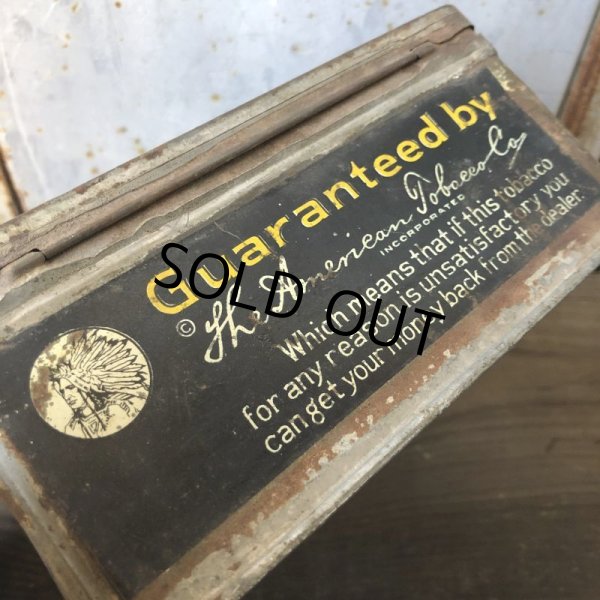 Guaranteed by
© The American Tobacco Co
INCORPORATED
Which means that if this tobacco
for any reason is unsatisfactory you
can get your money back from the dealer
SOLD OUT